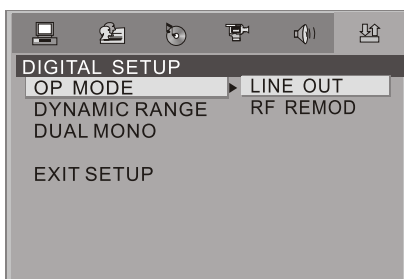 DIGITAL SETUP
OP MODE LINE OUT
DYNAMIC RANGE RF REMOD
DUAL MONO
EXIT SETUP